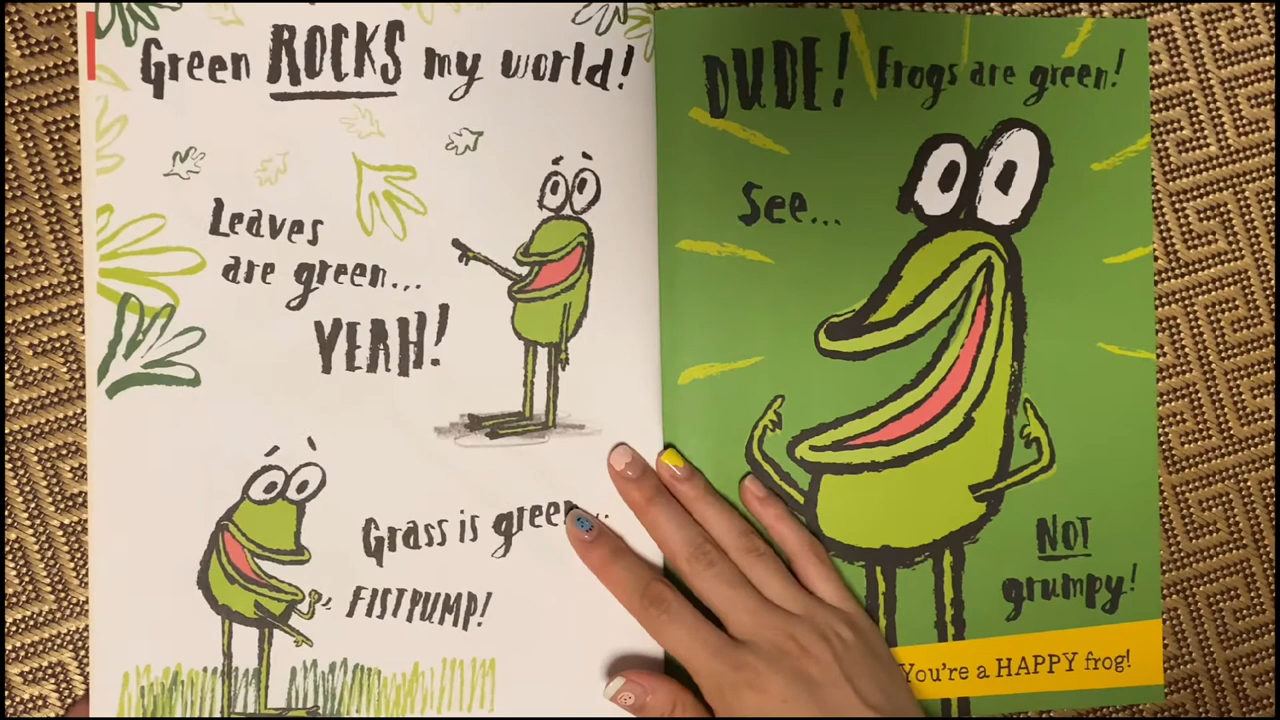 Green ROCKS my world!
Leaves
are green...
YEAH!
Grass is green...
FISTPUMP!
DUDE! Frogs are green!
See...
NOT
grumpy!
You're a HAPPY frog!